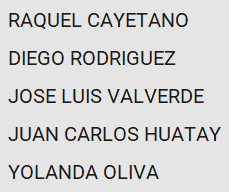 RAQUEL CAYETANO
DIEGO RODRIGUEZ
JOSE LUIS VALVERDE
JUAN CARLOS HUATAY
YOLANDA OLIVA